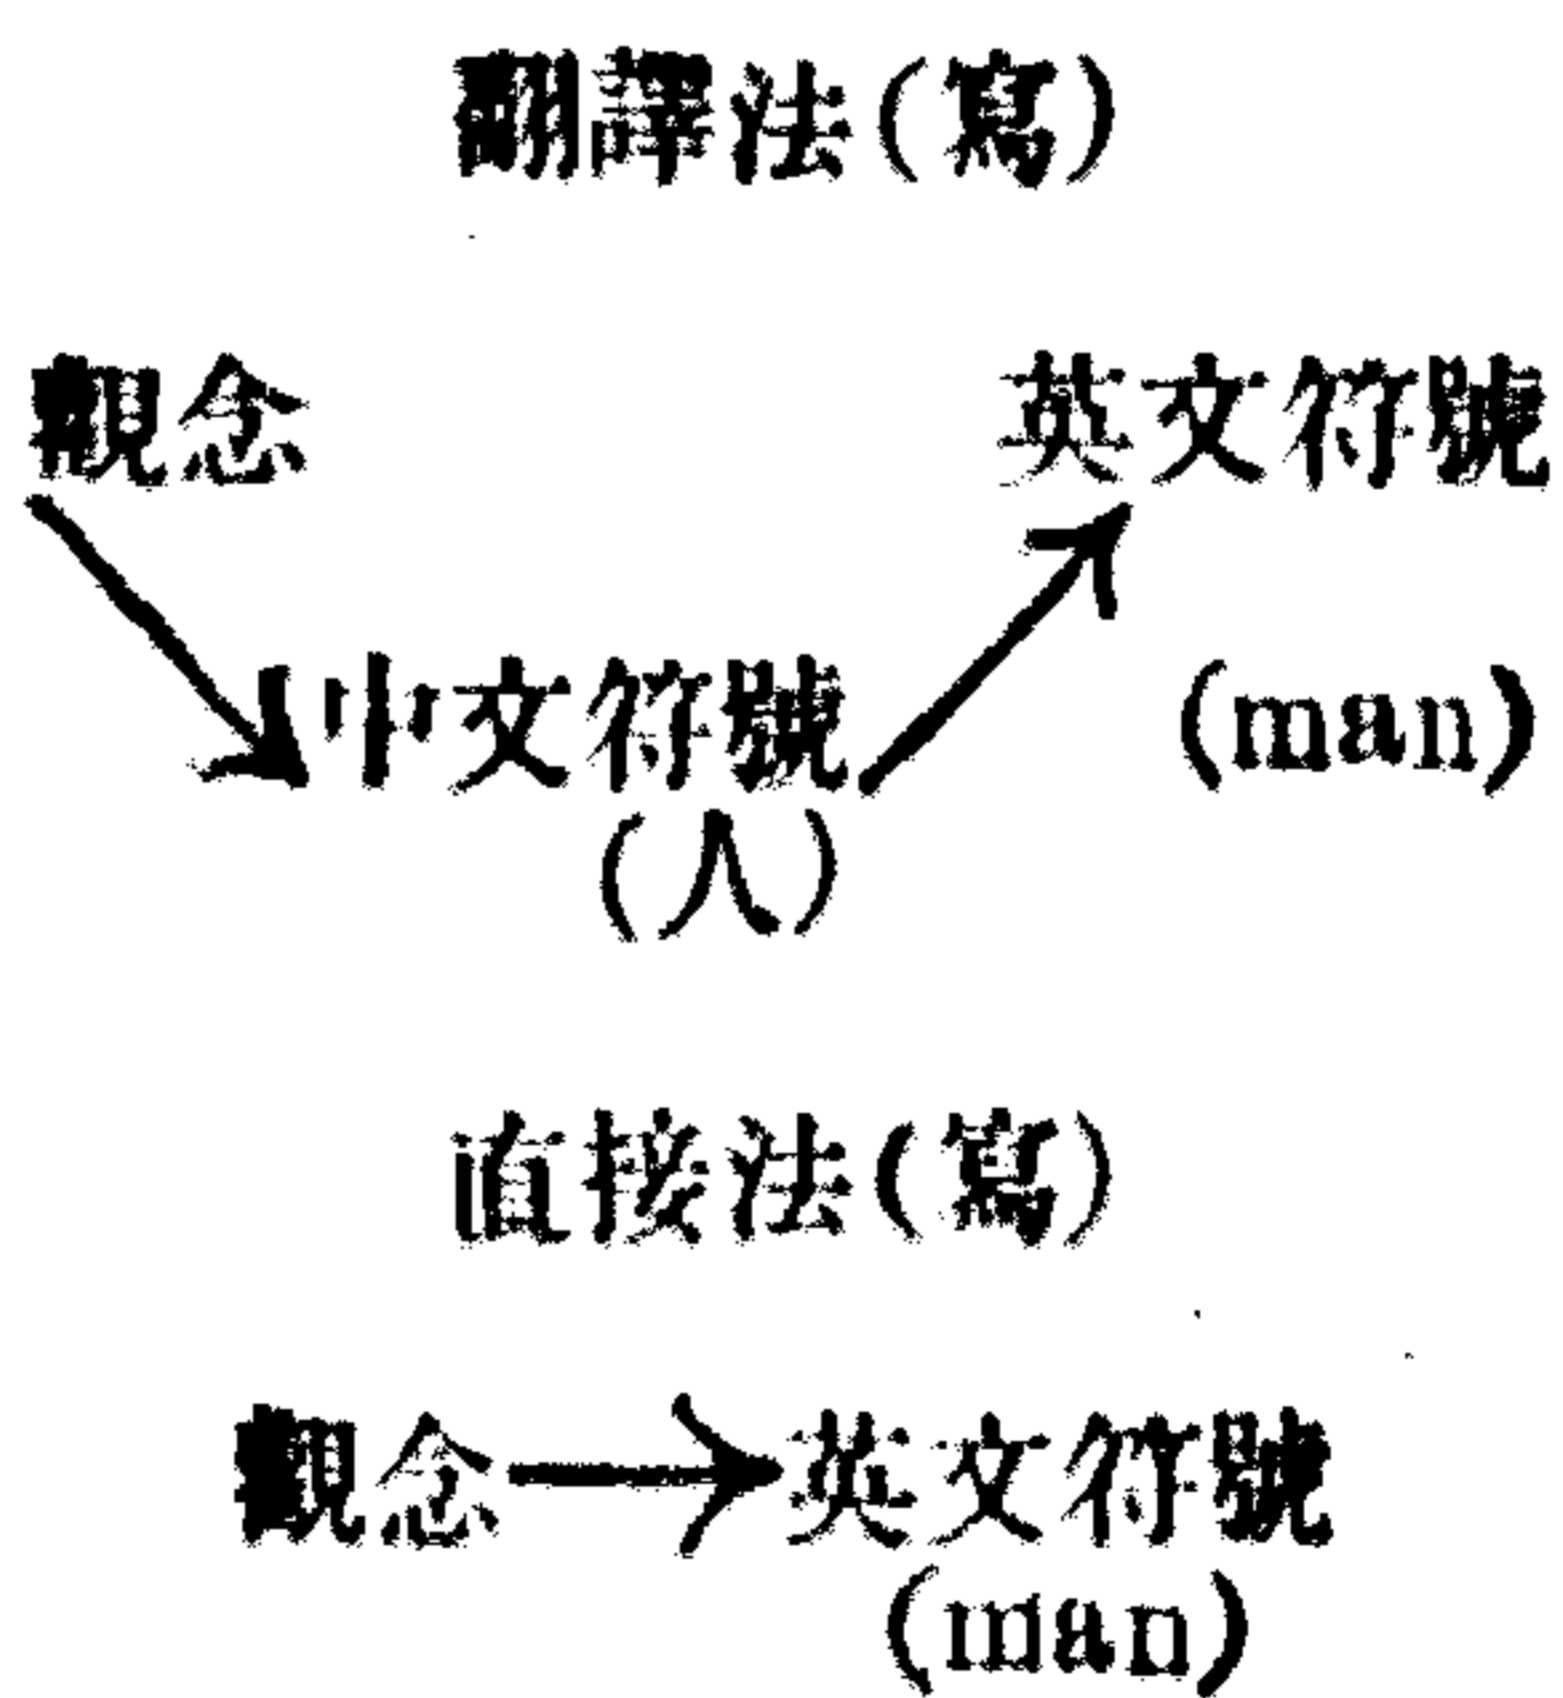 翻譯法(寫)
觀念 英文符號
中文符號 (man)
(人)
直接法(寫)
觀念 英文符號
(man)